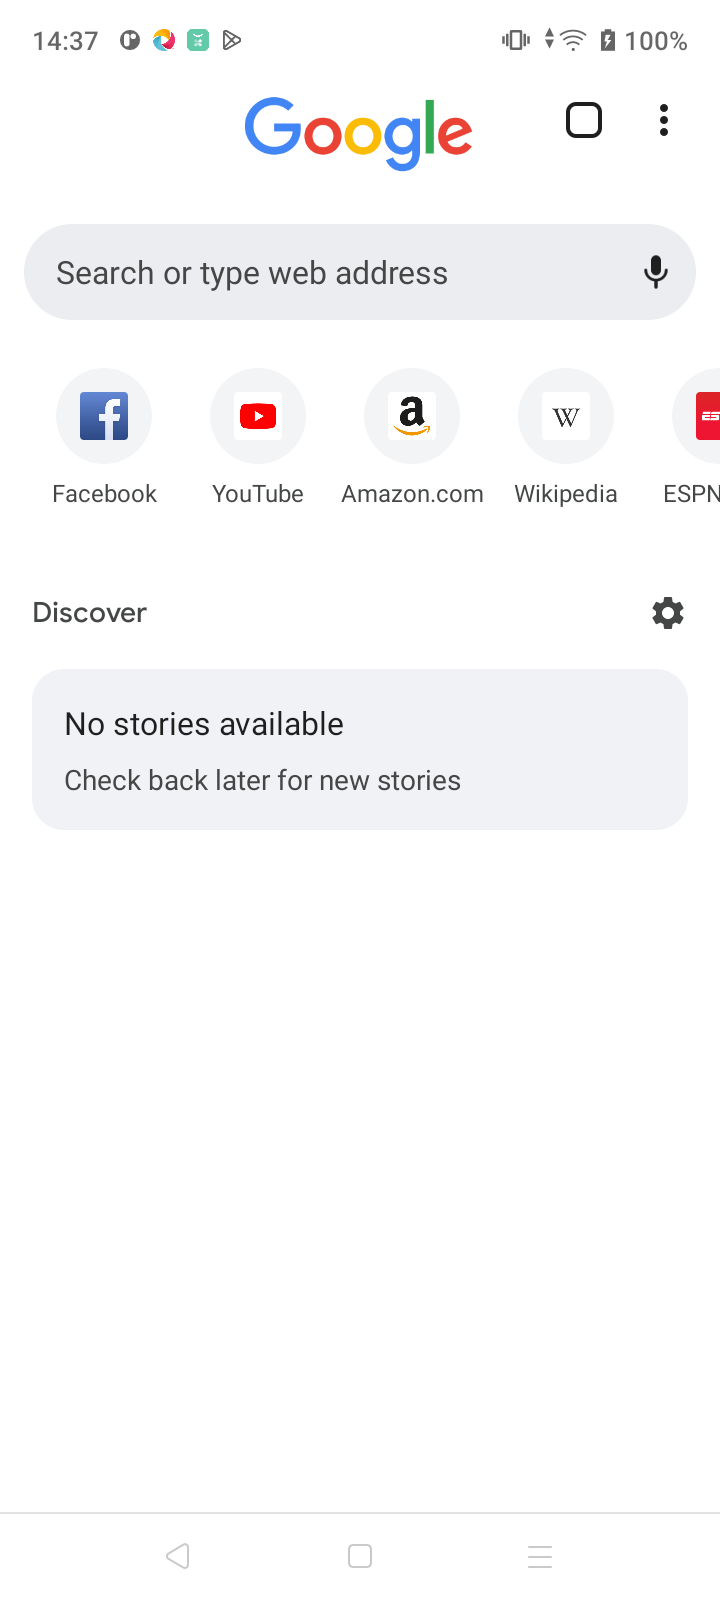 14:37 100%
Google
Search or type web address
Facebook YouTube Amazon.com Wikipedia ESPN
Discover
No stories available
Check back later for new stories